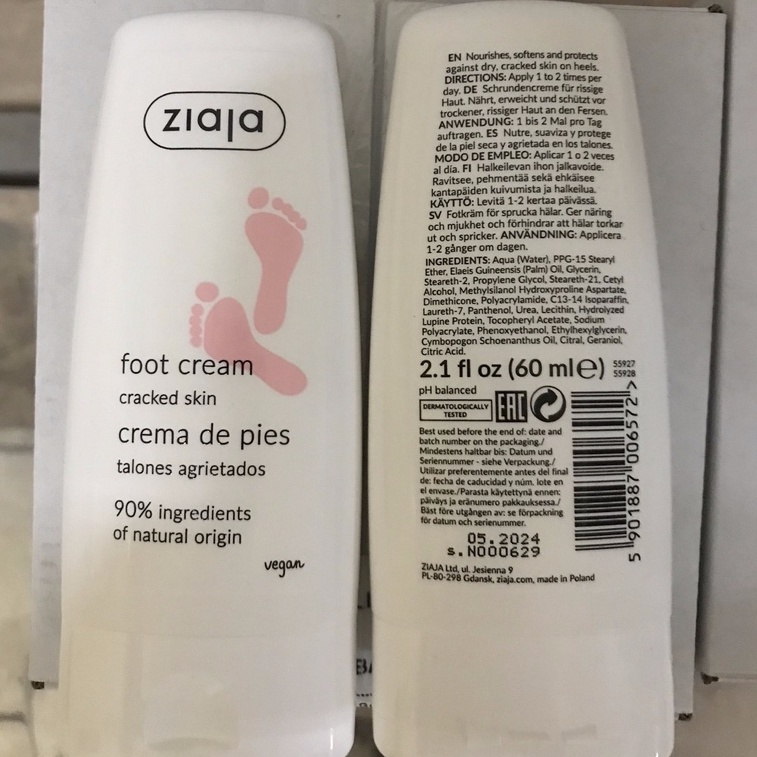 ziaja
foot cream
cracked skin
crema de pies
talones agrietados
90% ingredients
of natural origin
vegan
EN Nourishes, softens and protects
against dry, cracked skin on heels.
DIRECTIONS: Apply 1 to 2 times per
day. DE Schrundencreme für rissige
Haut. Nährt, erweicht und schützt vor
trockener, rissiger Haut an den Fersen.
ANWENDUNG: 1 bis 2 Mal pro Tag
auftragen. ES Nutre, suaviza y protege
de la piel seca y agrietada en los talones.
MODO DE EMPLEO: Aplicar 1 o 2 veces
al día. FI Halkeilevan ihon jalkavoide.
Ravitsee, pehmentää sekä ehkäisee
kantapäiden kuivumista ja halkeilua.
KÄYTTÖ: Levitä 1-2 kertaa päivässä.
SV Fotkräm för spruckna hälar. Ger näring
och mjukhet och förhindrar att hälar torkar
ut och spricker. ANVÄNDNING: Applicera
1-2 gånger om dagen.
INGREDIENTS: Aqua (Water), PPG-15 Stearyl
Ether, Elaeis Guineensis (Palm) Oil, Glycerin,
Steareth-2, Propylene Glycol, Steareth-21, Cetyl
Alcohol, Methylsilanol Hydroxyproline Aspartate,
Dimethicone, Polyacrylamide, C13-14 Isoparaffin,
Laureth-7, Panthenol, Urea, Lecithin, Hydrolyzed
Lupine Protein, Tocopheryl Acetate, Sodium
Polyacrylate, Phenoxyethanol, Ethylhexylglycerin,
Cymbopogon Schoenanthus Oil, Citral, Geraniol,
Citric Acid.
2.1 fl oz (60 ml℮) 55927
55928
pH balanced
DERMATOLOGICALLY
TESTED
EAC
Best used before the end of: date and
batch number on the packaging./
Mindestens haltbar bis: Datum und
Seriennummer - siehe Verpackung./
Utilizar preferentemente antes del final
de: fecha de caducidad y núm. lote en
el envase./Parasta käytettynä ennen:
päiväys ja eränumero pakkauksessa./
Bäst före utgången av: se förpackning
för datum och serienummer.
05.2024
s.N000629
5 901887 006572 >
ZIAJA Ltd, ul. Jesienna 9
PL-80-298 Gdansk, ziaja.com, made in Poland